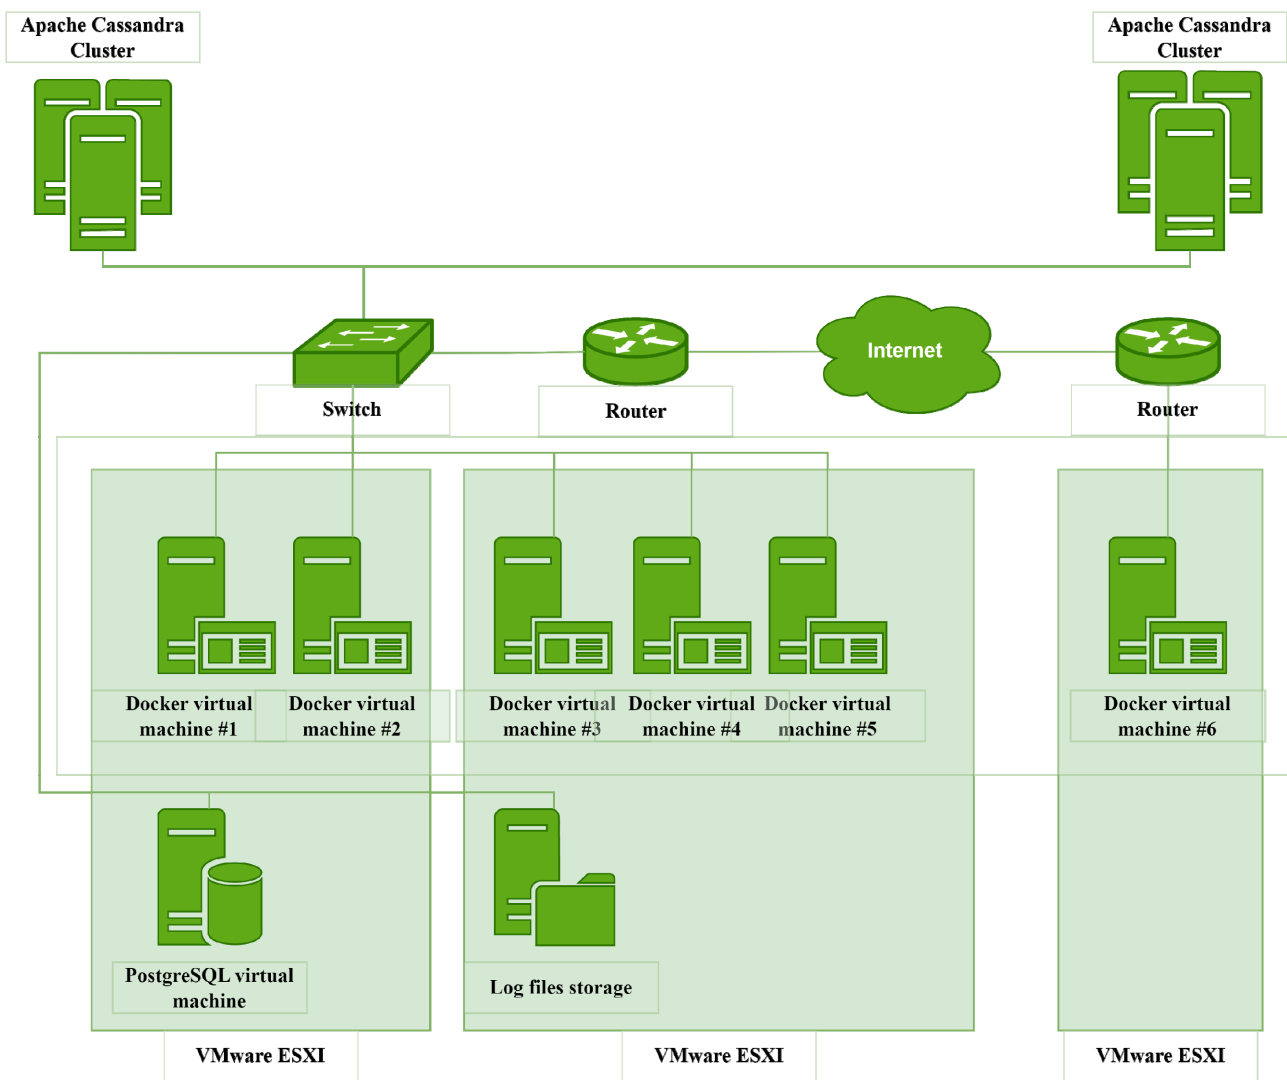 Apache Cassandra
Cluster
Apache Cassandra
Cluster
Internet
Switch
Router
Router
Docker virtual
machine #1
Docker virtual
machine #2
Docker virtual
machine #3
Docker virtual
machine #4
Docker virtual
machine #5
Docker virtual
machine #6
PostgreSQL virtual
machine
Log files storage
VMware ESXI
VMware ESXI
VMware ESXI